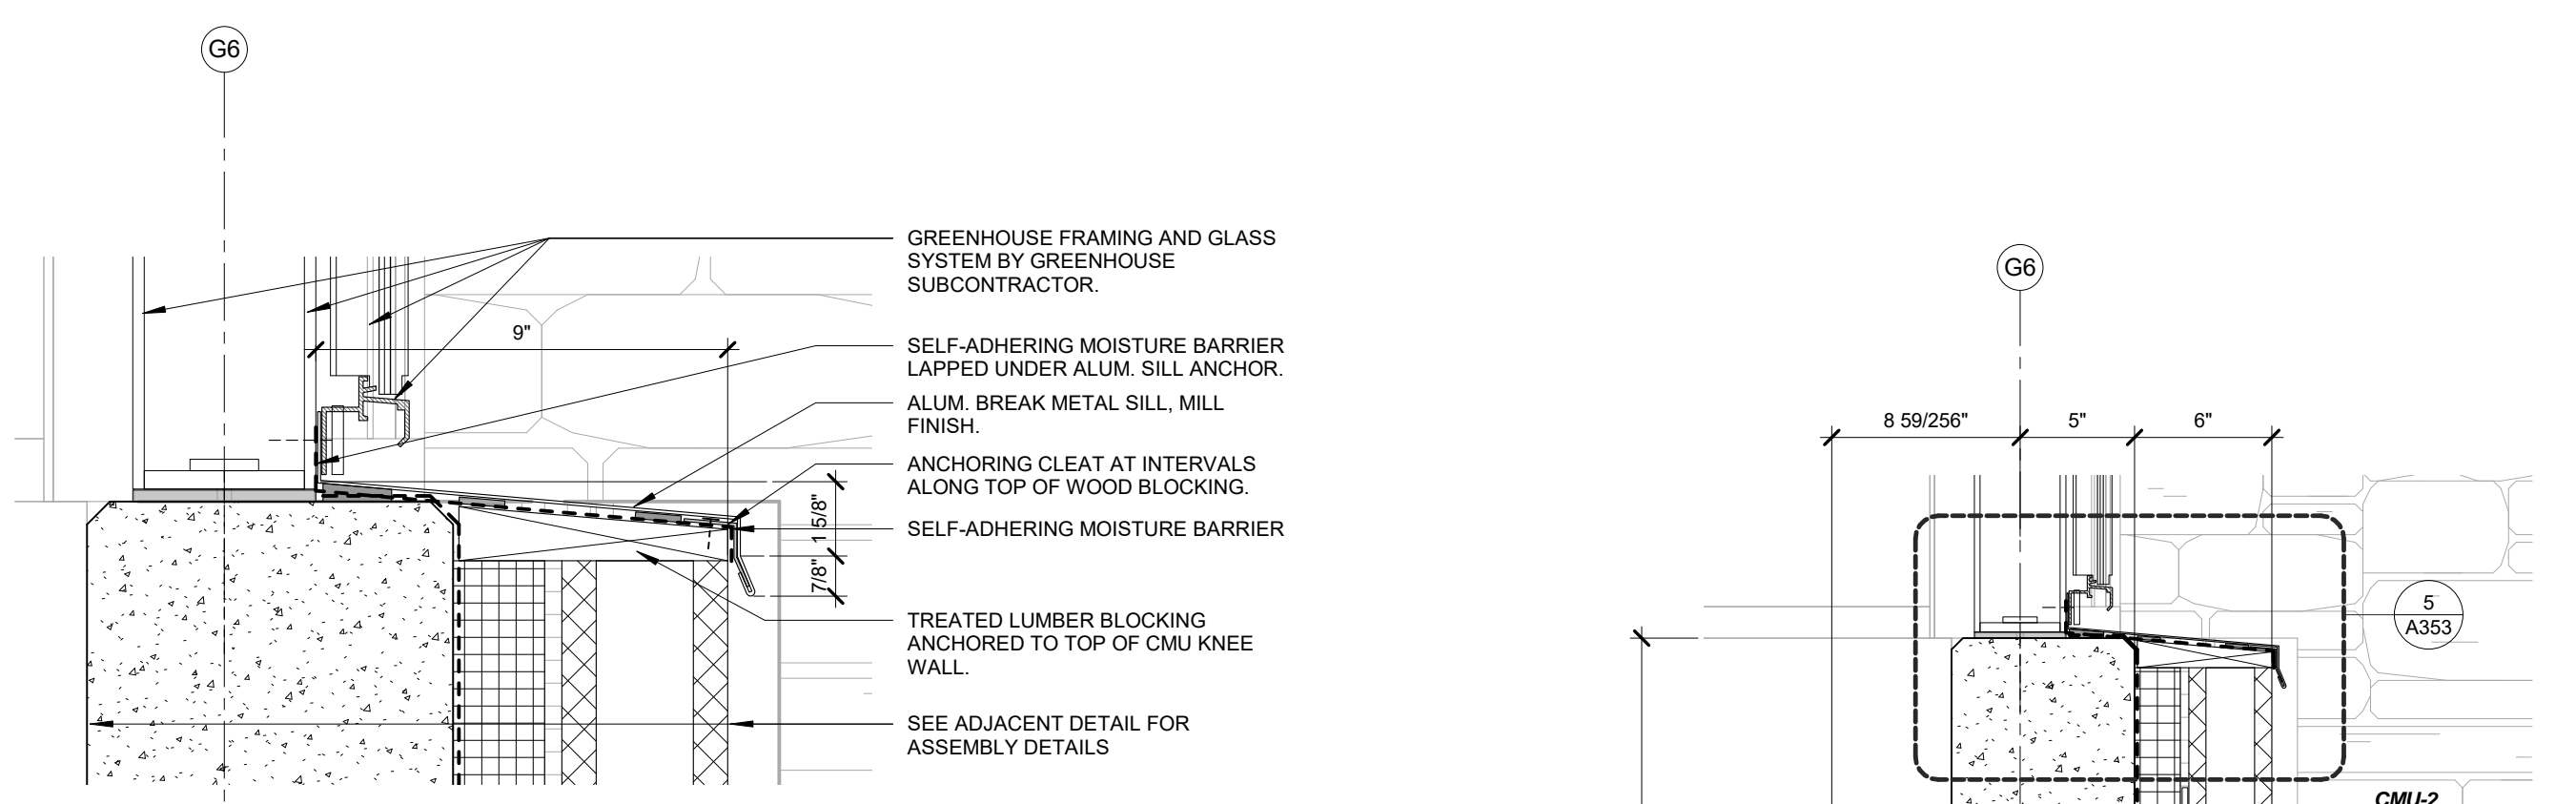 G6
GREENHOUSE FRAMING AND GLASS
SYSTEM BY GREENHOUSE
SUBCONTRACTOR.
9"
SELF-ADHERING MOISTURE BARRIER
LAPPED UNDER ALUM. SILL ANCHOR.
ALUM. BREAK METAL SILL, MILL
FINISH.
ANCHORING CLEAT AT INTERVALS
ALONG TOP OF WOOD BLOCKING.
1 5/8"
SELF-ADHERING MOISTURE BARRIER
7/8"
TREATED LUMBER BLOCKING
ANCHORED TO TOP OF CMU KNEE
WALL.
SEE ADJACENT DETAIL FOR
ASSEMBLY DETAILS
G6
8 59/256"
5"
6"
5
A353
CMU-2